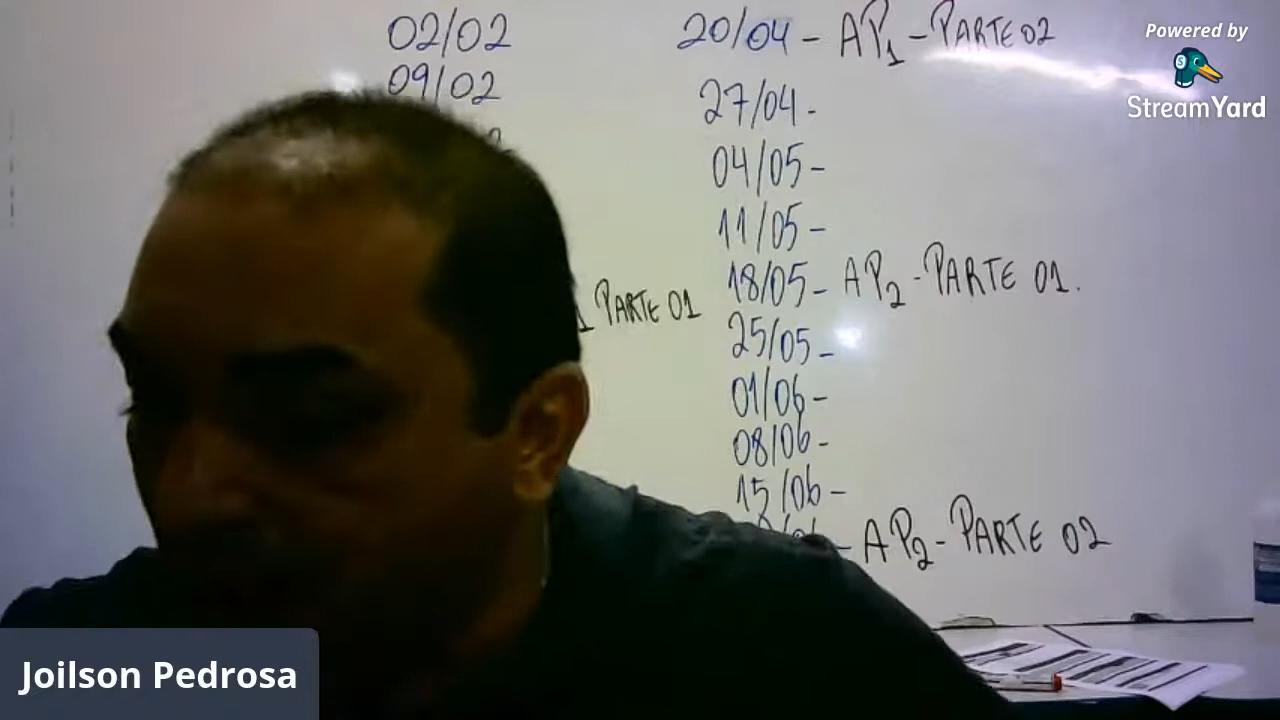 02/02
09/02
1 PARTE 01
20/04 - AP1 - PARTE 02
27/04 -
04/05 -
11/05 -
18/05 - AP2 - PARTE 01.
25/05 -
01/06 -
08/06 -
15/06 -
- AP2 - PARTE 02
Powered by
StreamYard
Joilson Pedrosa